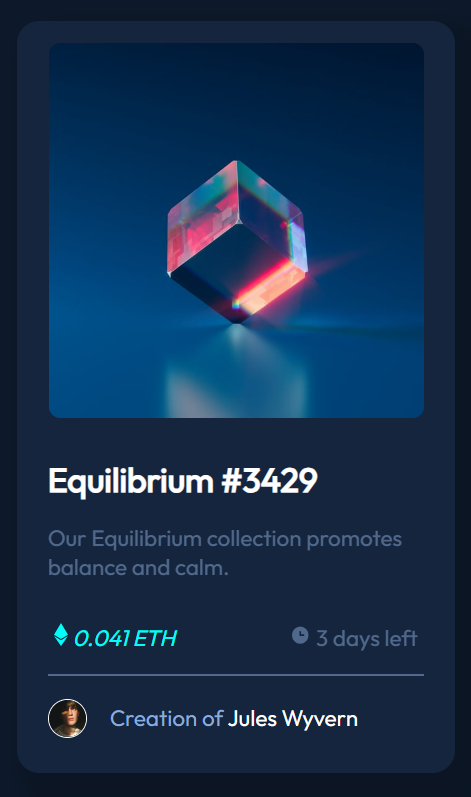 Equilibrium #3429
Our Equilibrium collection promotes
balance and calm.
0.041 ETH
3 days left
Creation of Jules Wyvern